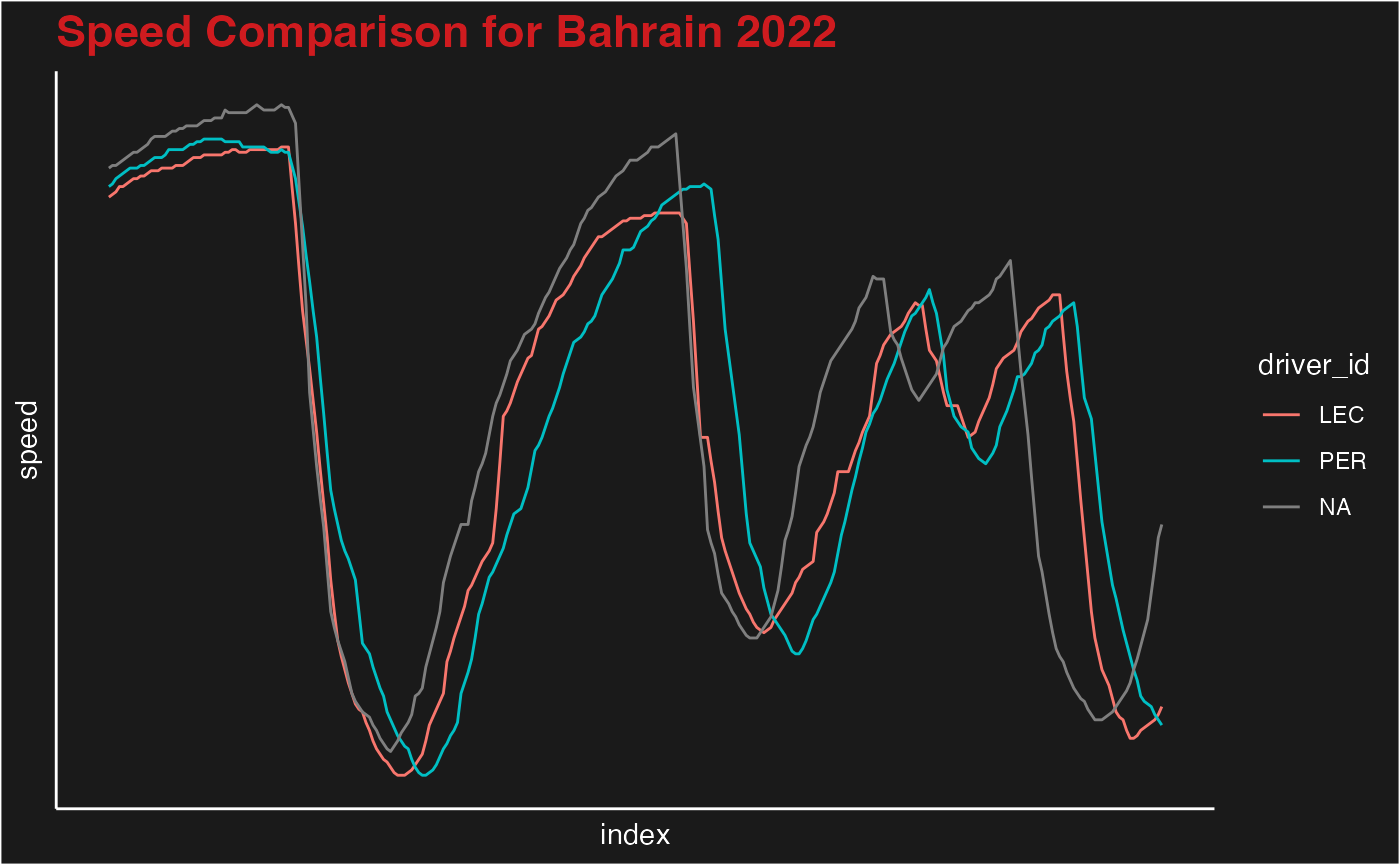 Speed Comparison for Bahrain 2022
speed
index
driver_id
LEC
PER
NA